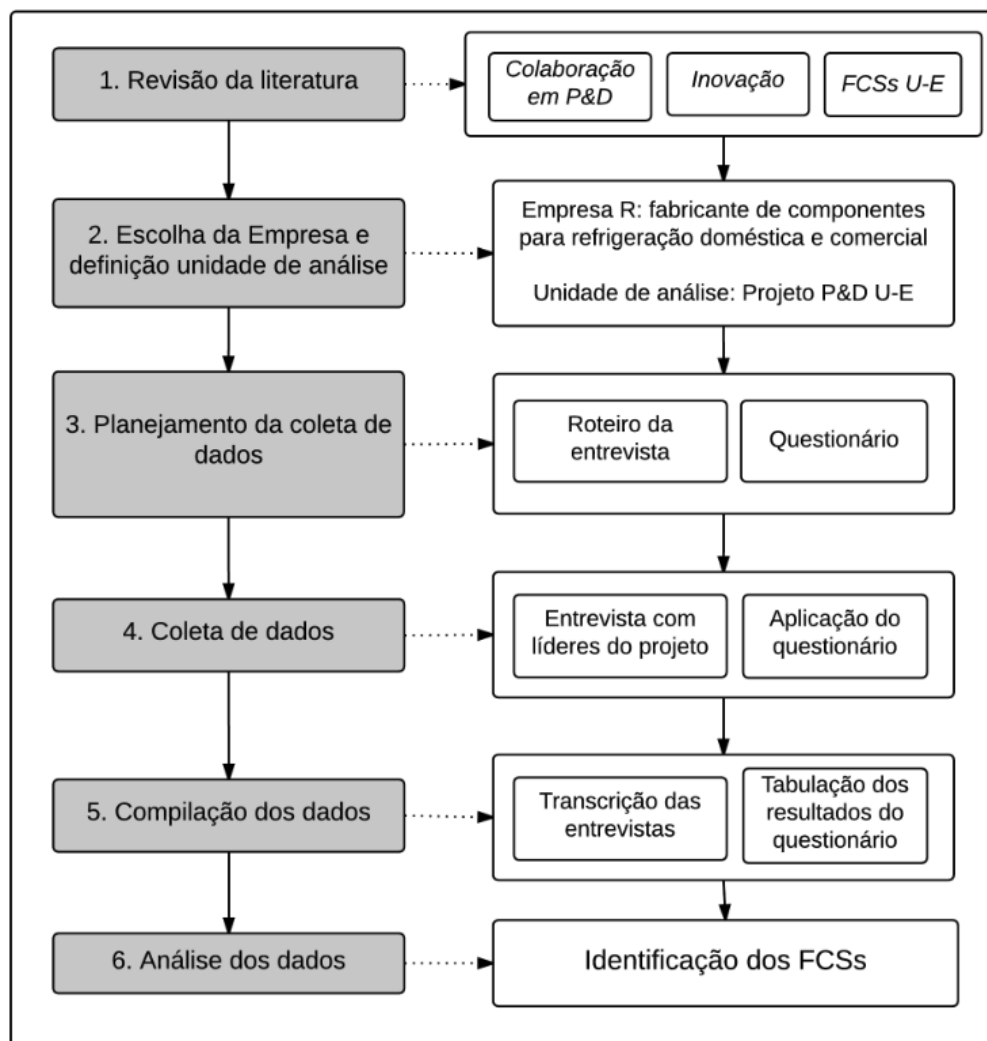 1. Revisão da literatura
Colaboração
em P&D
Inovação
FCSs U-E
2. Escolha da Empresa e
definição unidade de análise
Empresa R: fabricante de componentes
para refrigeração doméstica e comercial
Unidade de análise: Projeto P&D U-E
3. Planejamento da coleta de
dados
Roteiro da
entrevista
Questionário
4. Coleta de dados
Entrevista com
líderes do projeto
Aplicação do
questionário
5. Compilação dos dados
Transcrição das
entrevistas
Tabulação dos
resultados do
questionário
6. Análise dos dados
Identificação dos FCSs